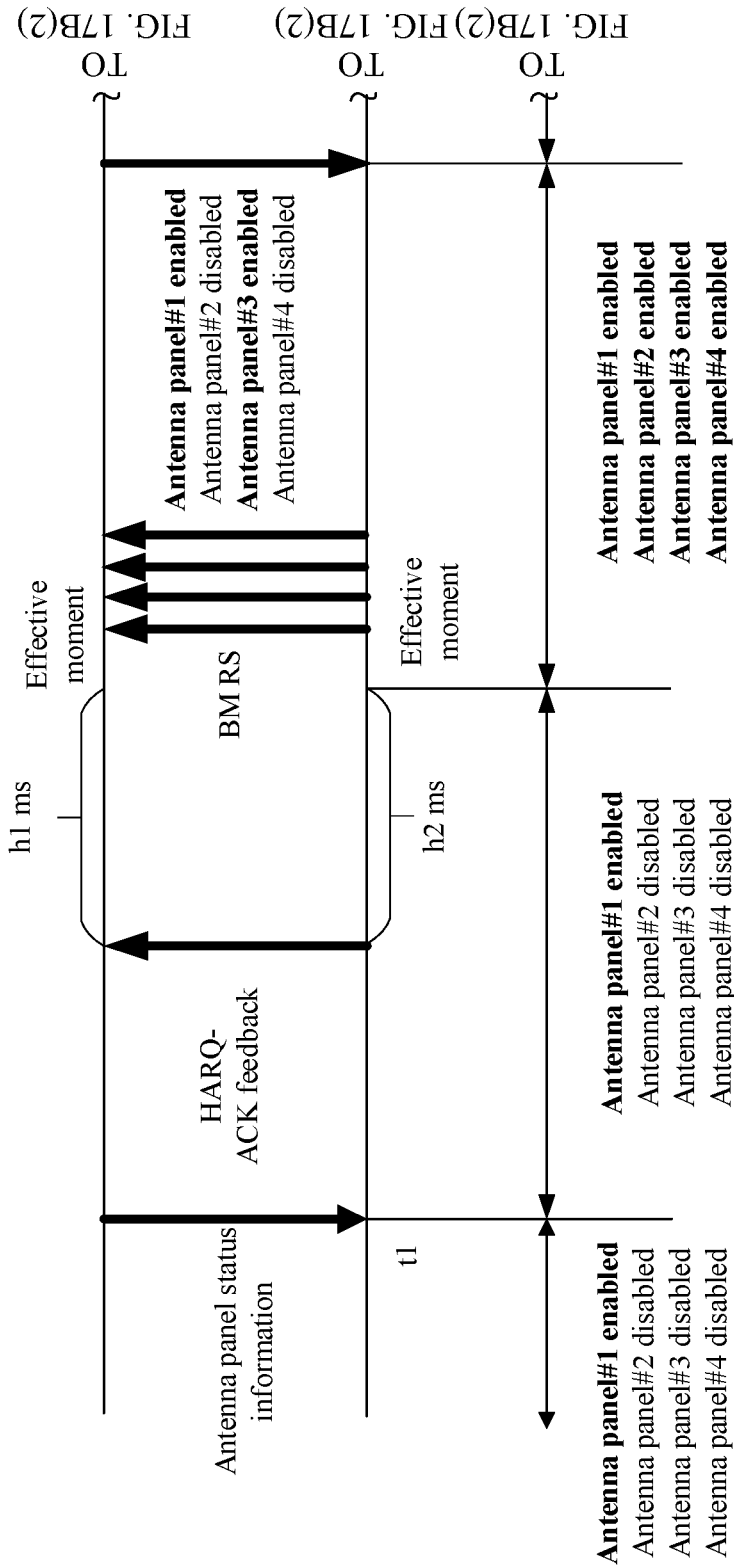 h1 ms
Effective
moment
TO
FIG. 17B(2)
Antenna panel status
information
HARQ-
ACK feedback
BM RS
Antenna panel#1 enabled
Antenna panel#2 disabled
Antenna panel#3 enabled
Antenna panel#4 disabled
TO
FIG. 17B(2)
t1
h2 ms
Effective
moment
TO
FIG. 17B(2)
Antenna panel#1 enabled
Antenna panel#2 disabled
Antenna panel#3 disabled
Antenna panel#4 disabled
Antenna panel#1 enabled
Antenna panel#2 disabled
Antenna panel#3 disabled
Antenna panel#4 disabled
Antenna panel#1 enabled
Antenna panel#2 enabled
Antenna panel#3 enabled
Antenna panel#4 enabled